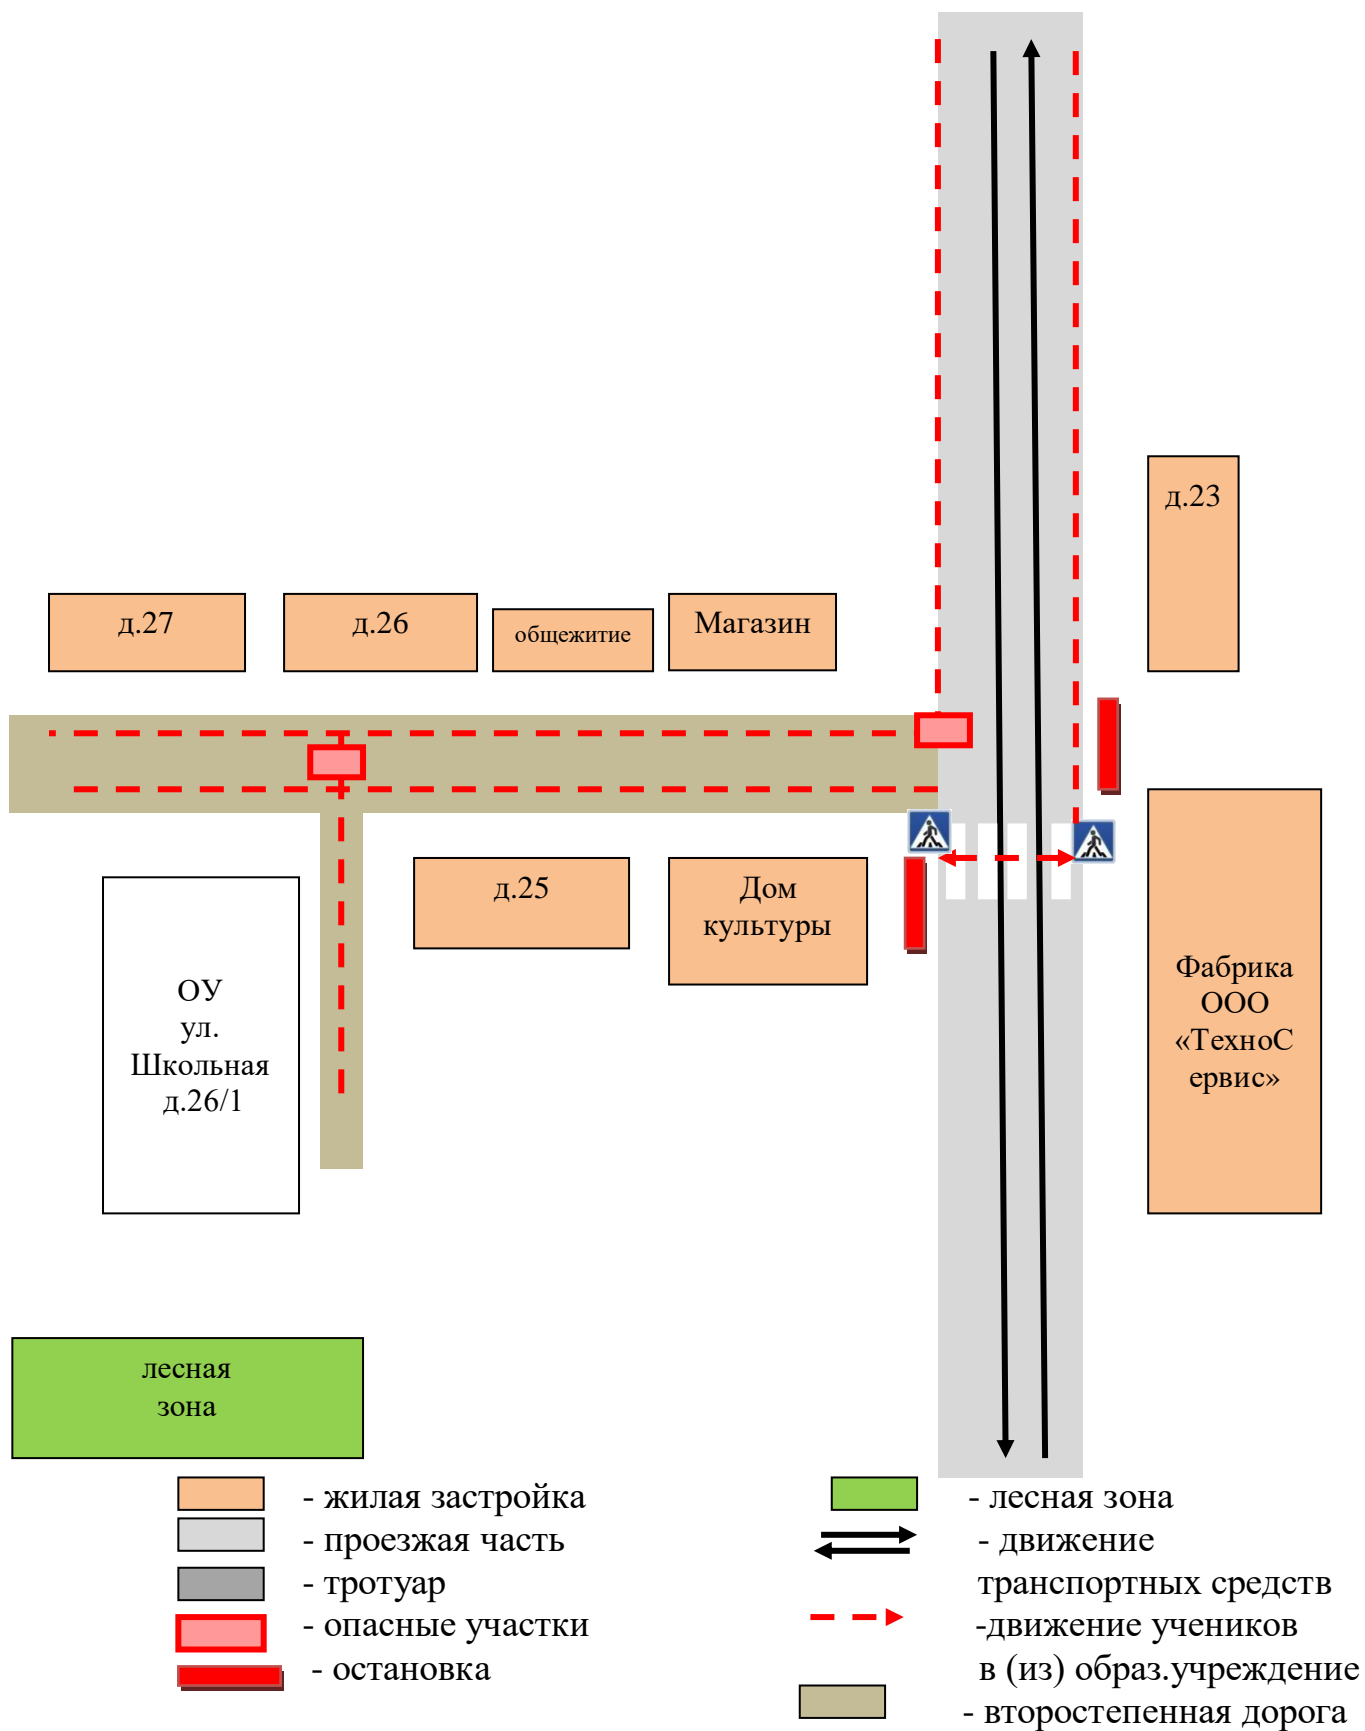 д.23
д.27
д.26
общежитие
Магазин
д.25
Дом
культуры
ОУ
ул.
Школьная
д.26/1
Фабрика
ООО
«ТехноС
ервис»
лесная
зона
- жилая застройка
- проезжая часть
- тротуар
- опасные участки
- остановка
- лесная зона
- движение
транспортных средств
-движение учеников
в (из) образ.учреждение
- второстепенная дорога